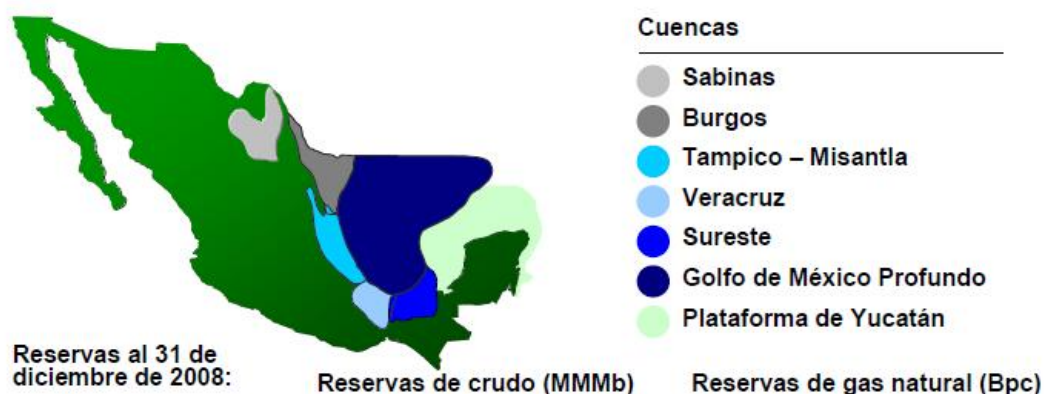 Cuencas
Sabinas
Burgos
Tampico – Misantla
Veracruz
Sureste
Golfo de México Profundo
Plataforma de Yucatán
Reservas al 31 de
diciembre de 2008:
Reservas de crudo (MMMb)
Reservas de gas natural (Bpc)